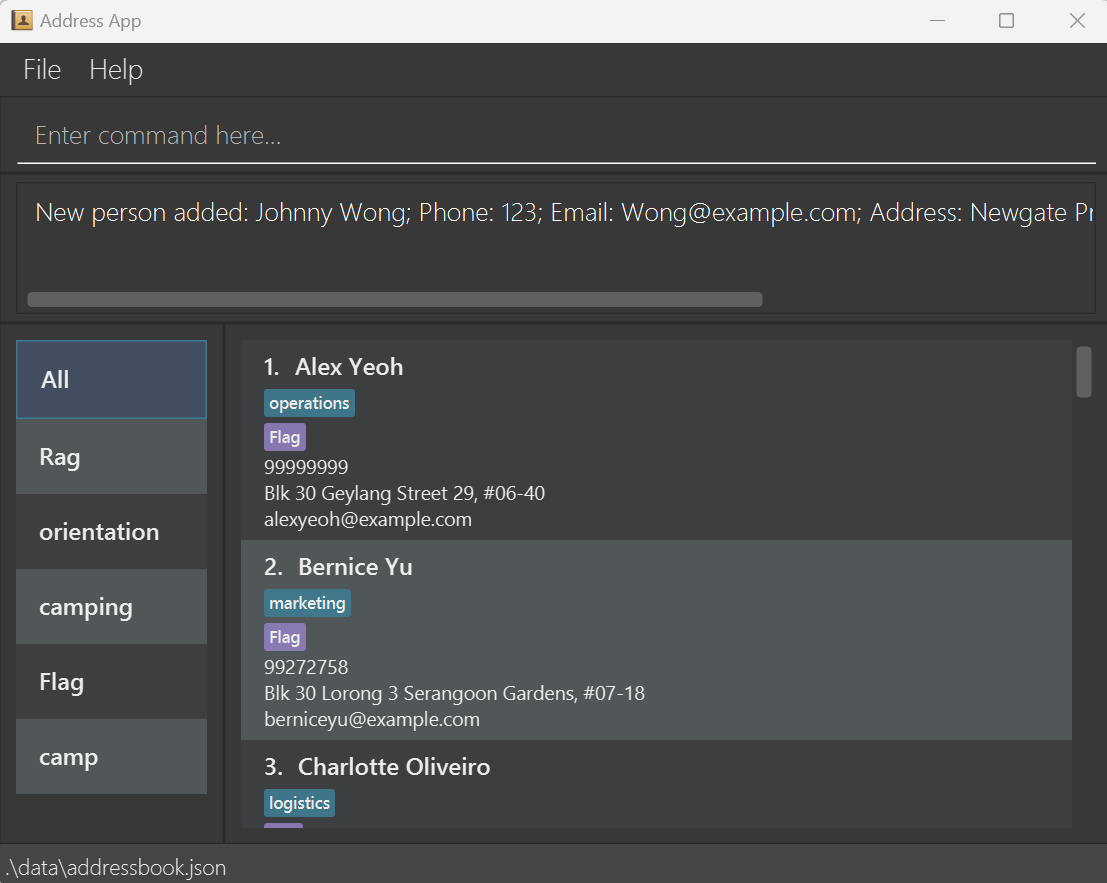 Address App
File Help
Enter command here...
New person added: Johnny Wong; Phone: 123; Email: Wong@example.com; Address: Newgate
All
Rag
orientation
camping
Flag
camp
1. Alex Yeoh
operations
Flag
99999999
Blk 30 Geylang Street 29, #06-40
alexyeoh@example.com
2. Bernice Yu
marketing
Flag
99272758
Blk 30 Lorong 3 Serangoon Gardens, #07-18
berniceyu@example.com
3. Charlotte Oliveiro
logistics
.\data\addressbook.json